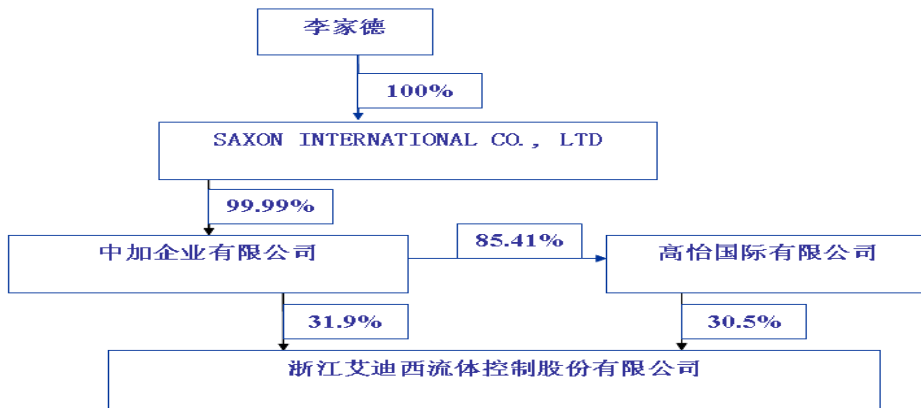 李家德
100%
SAXON INTERNATIONAL CO., LTD
99.99%
85.41%
中加企业有限公司
高怡国际有限公司
31.9%
30.5%
浙江艾迪西流体控制股份有限公司